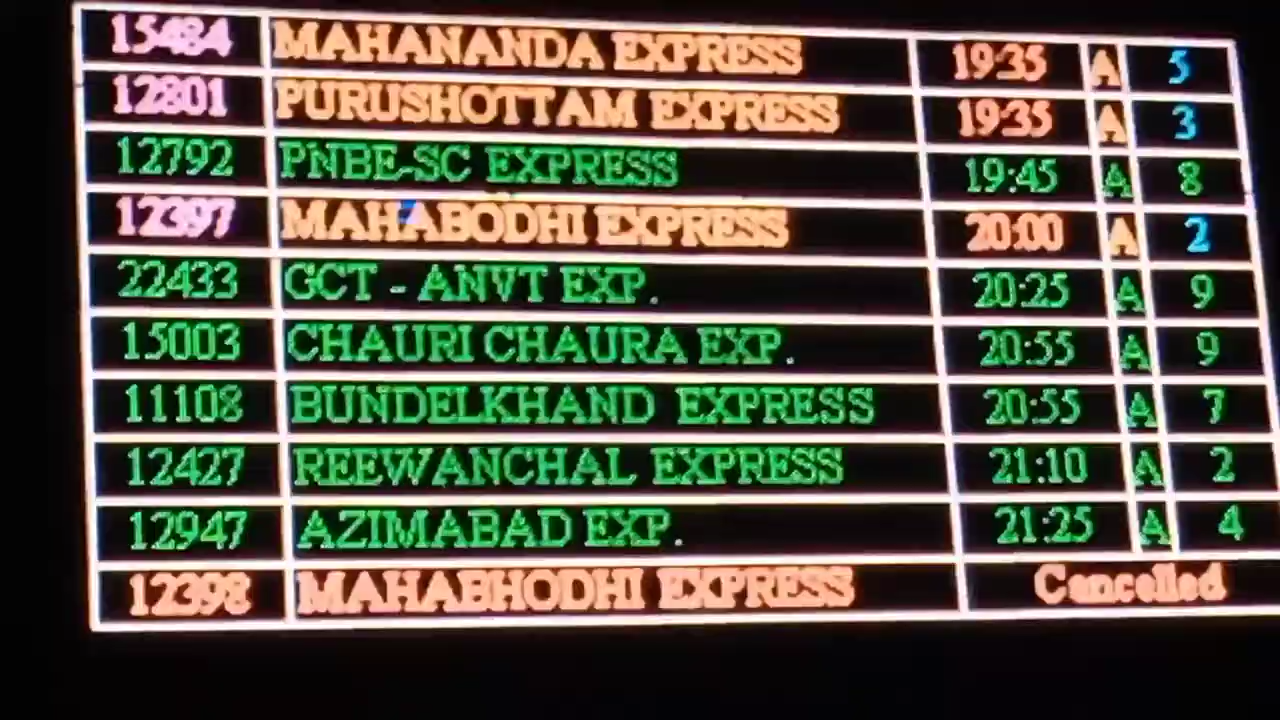 15484 MAHANANDA EXPRESS 19:35 A 5
12801 PURUSHOTTAM EXPRESS 19:35 A 3
12792 PNBE-SC EXPRESS 19:45 A 8
12397 MAHABODHI EXPRESS 20:00 A 2
22433 GCT - ANVT EXP. 20:25 A 9
15003 CHAURI CHAURA EXP. 20:55 A 9
11108 BUNDELKHAND EXPRESS 20:55 A 7
12427 REEWANCHAL EXPRESS 21:10 A 2
12947 AZIMABAD EXP. 21:25 A 4
12398 MAHABHODHI EXPRESS Cancelled